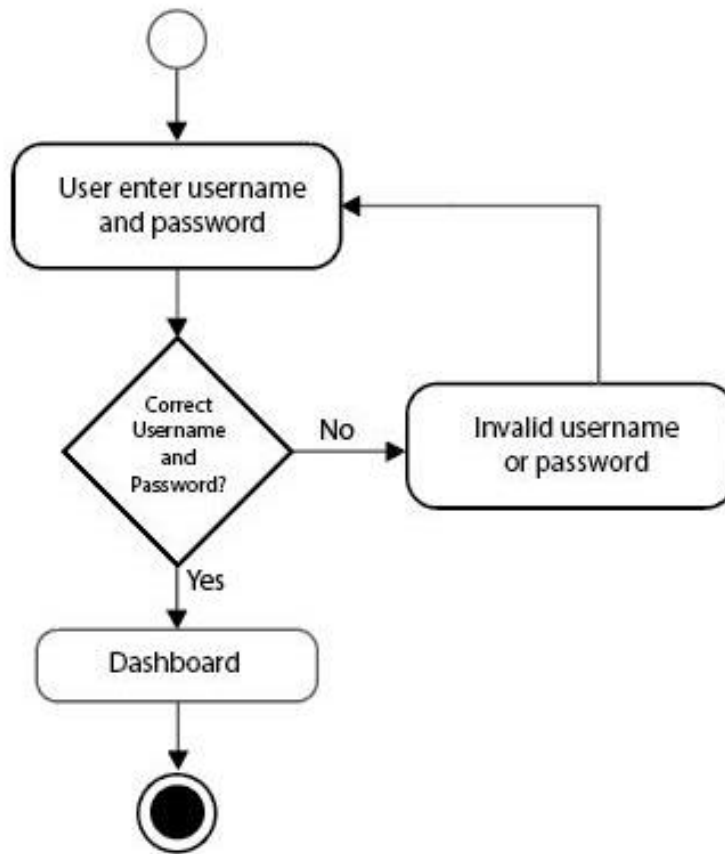 User enter username
and password
Correct
Username
and
Password?
No
Invalid username
or password
Yes
Dashboard